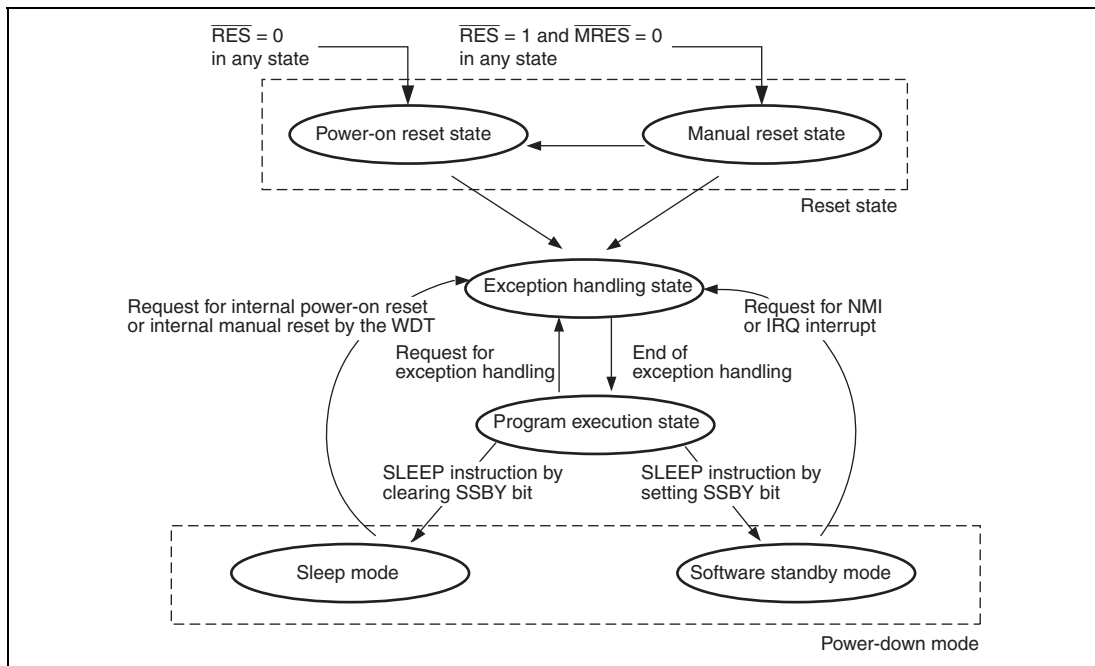 R̅E̅S̅ = 0
in any state
R̅E̅S̅ = 1 and M̅R̅E̅S̅ = 0
in any state
Power-on reset state
Manual reset state
Reset state
Exception handling state
Request for internal power-on reset
or internal manual reset by the WDT
Request for NMI
or IRQ interrupt
Request for
exception handling
End of
exception handling
Program execution state
SLEEP instruction by
clearing SSBY bit
SLEEP instruction by
setting SSBY bit
Sleep mode
Software standby mode
Power-down mode